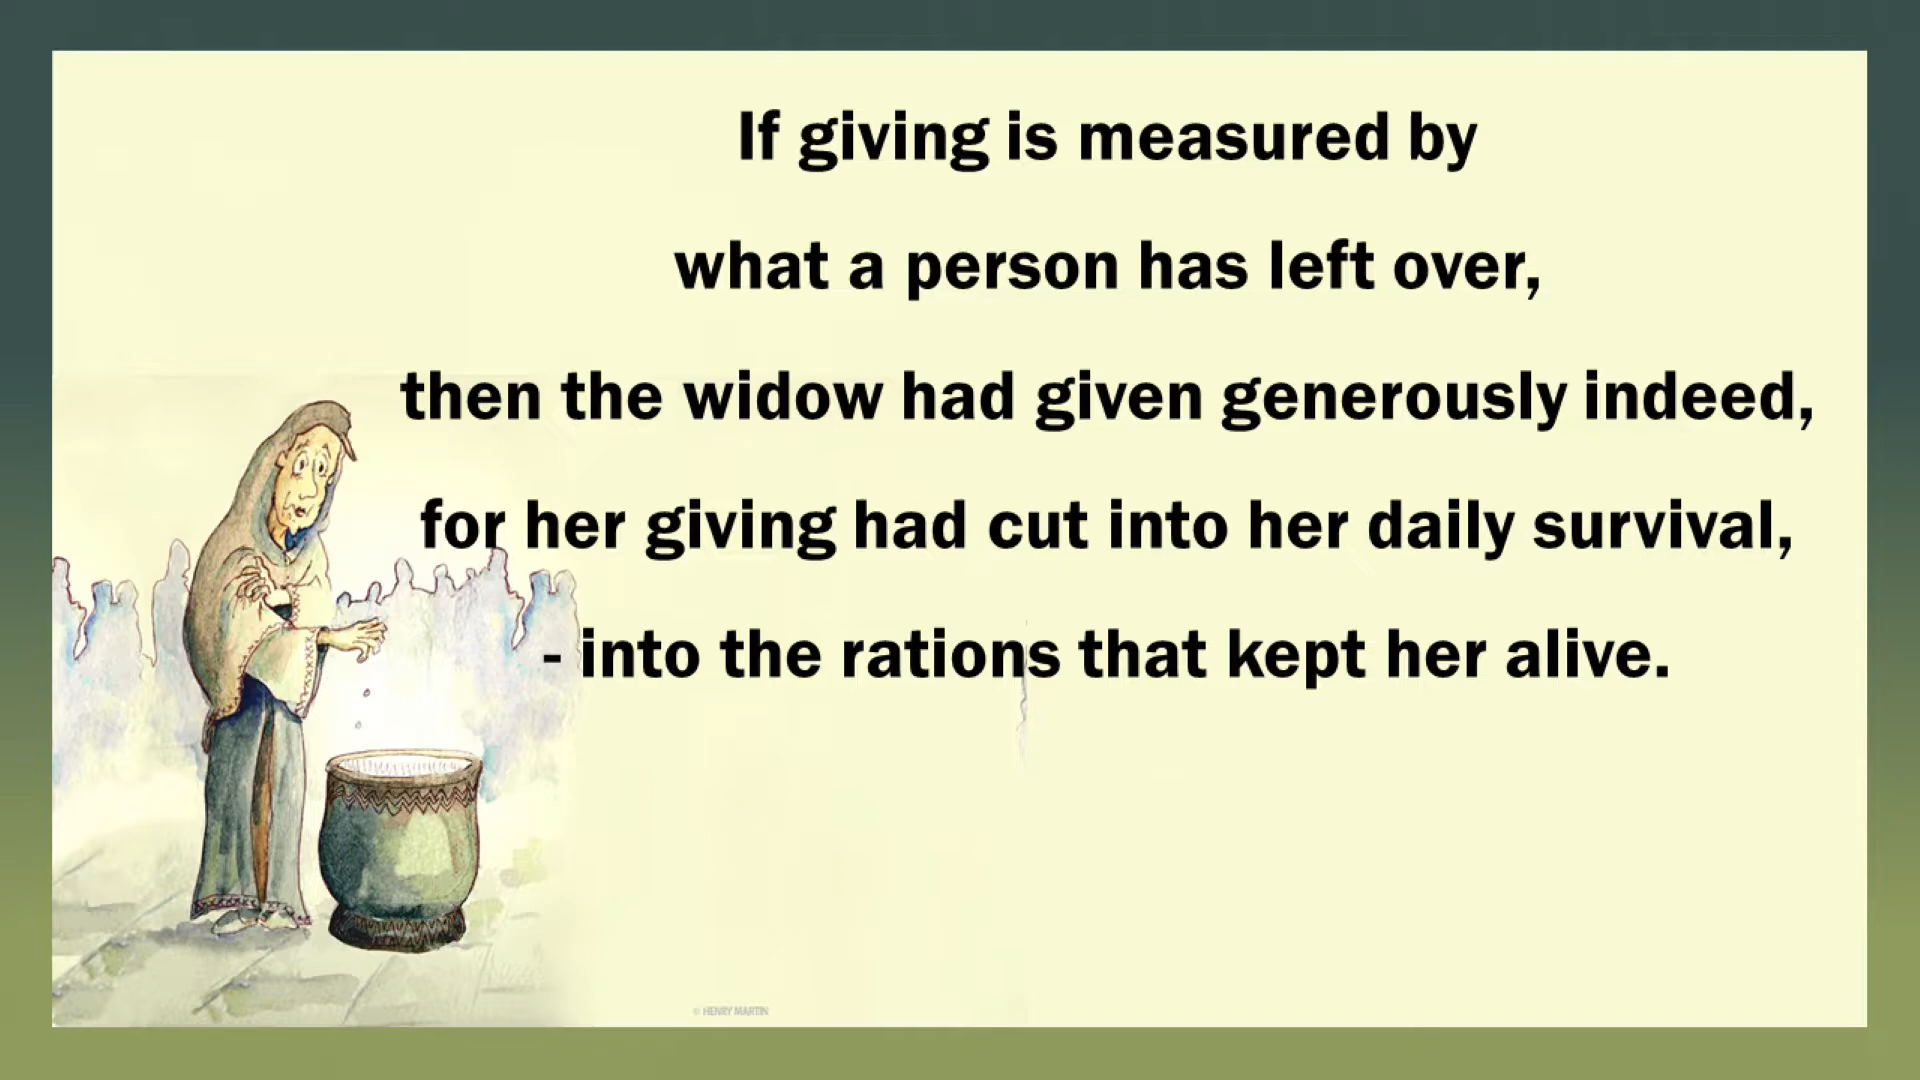 If giving is measured by
what a person has left over,
then the widow had given generously indeed,
for her giving had cut into her daily survival,
- into the rations that kept her alive.
© HENRY MARTIN